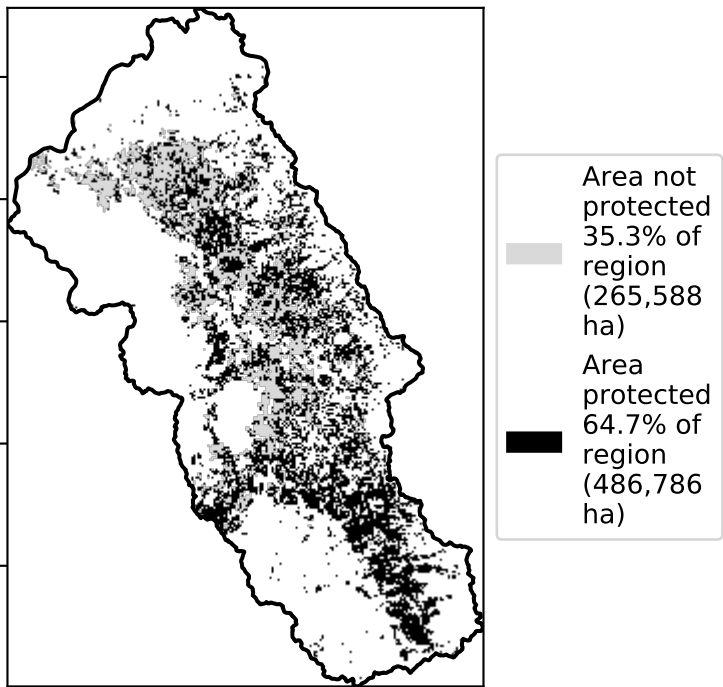 Area not
protected
35.3% of
region
(265,588
ha)
Area
protected
64.7% of
region
(486,786
ha)